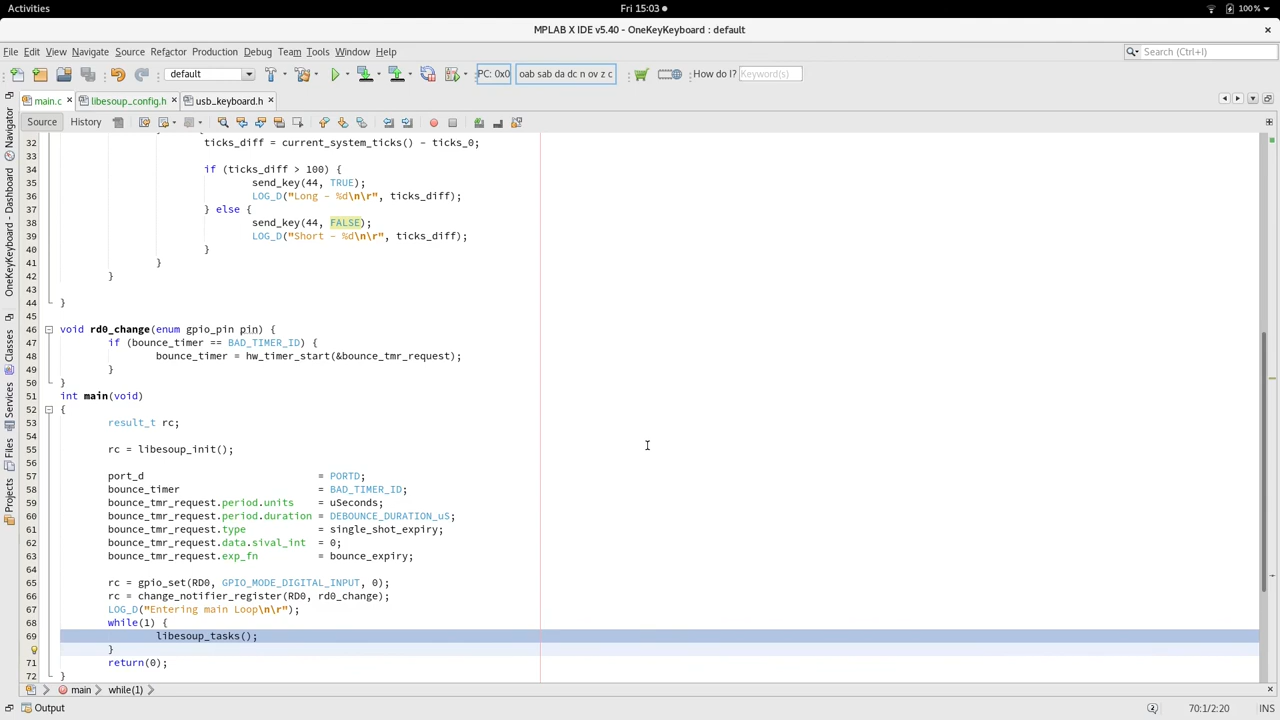 Activities
Fri 15:03
100%
MPLAB X IDE v5.40 - OneKeyKeyboard : default
File Edit View Navigate Source Refactor Production Debug Team Tools Window Help
Search (Ctrl+I)
default
PC: 0x0
oab sab da dc n ov z c
How do I?
Keyword(s)
main.c
libesoup_config.h
usb_keyboard.h
Source
History
Navigator
OneKeyKeyboard - Dashboard
Classes
Services
Files
Projects
32 ticks_diff = current_system_ticks() - ticks_0;
33
34 if (ticks_diff > 100) {
35 send_key(44, TRUE);
36 LOG_D("Long - %d\n\r", ticks_diff);
37 } else {
38 send_key(44, FALSE);
39 LOG_D("Short - %d\n\r", ticks_diff);
40 }
41 }
42 }
43
44 }
45
46 void rd0_change(enum gpio_pin pin) {
47 if (bounce_timer == BAD_TIMER_ID) {
48 bounce_timer = hw_timer_start(&bounce_tmr_request);
49 }
50 }
51 int main(void)
52 {
53 result_t rc;
54
55 rc = libesoup_init();
56
57 port_d = PORTD;
58 bounce_timer = BAD_TIMER_ID;
59 bounce_tmr_request.period.units = uSeconds;
60 bounce_tmr_request.period.duration = DEBOUNCE_DURATION_uS;
61 bounce_tmr_request.type = single_shot_expiry;
62 bounce_tmr_request.data.sival_int = 0;
63 bounce_tmr_request.exp_fn = bounce_expiry;
64
65 rc = gpio_set(RD0, GPIO_MODE_DIGITAL_INPUT, 0);
66 rc = change_notifier_register(RD0, rd0_change);
67 LOG_D("Entering main Loop\n\r");
68 while(1) {
69 libesoup_tasks();
}
71 return(0);
72 }
main
while(1)
Output
70:1/2:20
INS